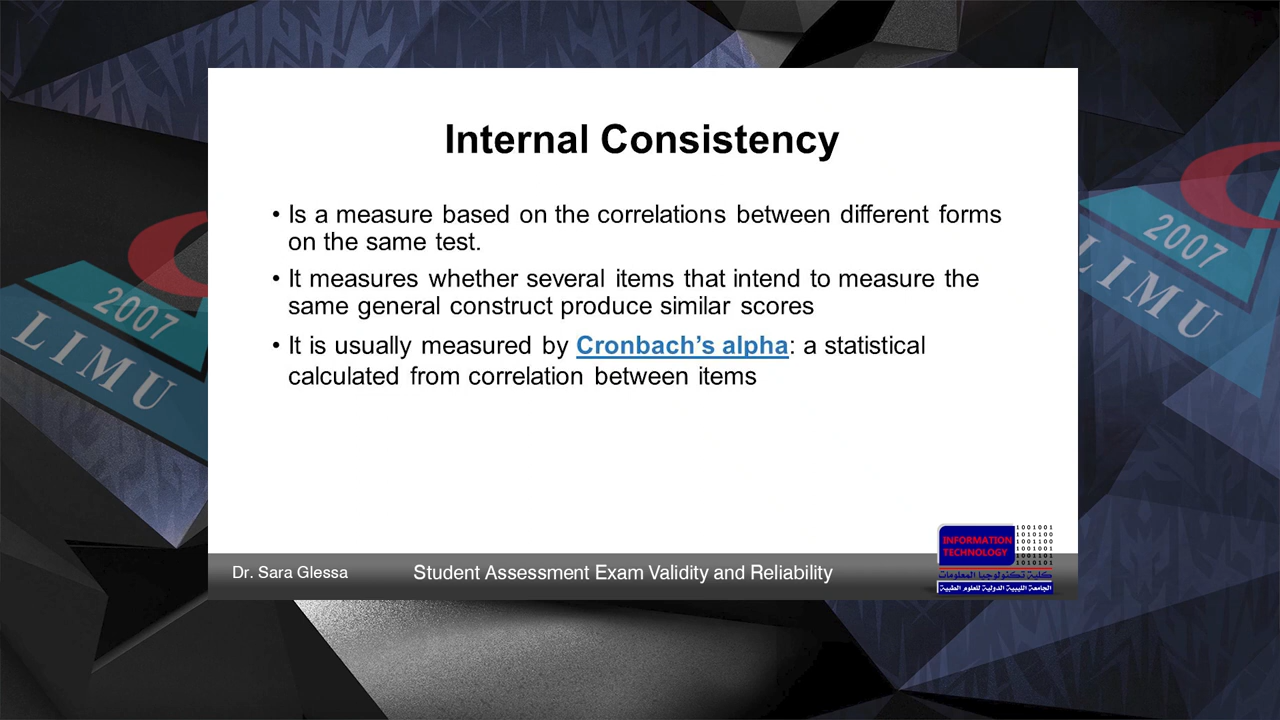 Internal Consistency
• Is a measure based on the correlations between different forms
on the same test.
• It measures whether several items that intend to measure the
same general construct produce similar scores
• It is usually measured by Cronbach’s alpha: a statistical
calculated from correlation between items
2007
LIMU
2007
LIMU
INFORMATION
TECHNOLOGY
1001001
1010100
1001100
1001001
1001101
1010101
كلية تكنولوجيا المعلومات
الجامعة الليبية الدولية للعلوم الطبية
Dr. Sara Glessa
Student Assessment Exam Validity and Reliability